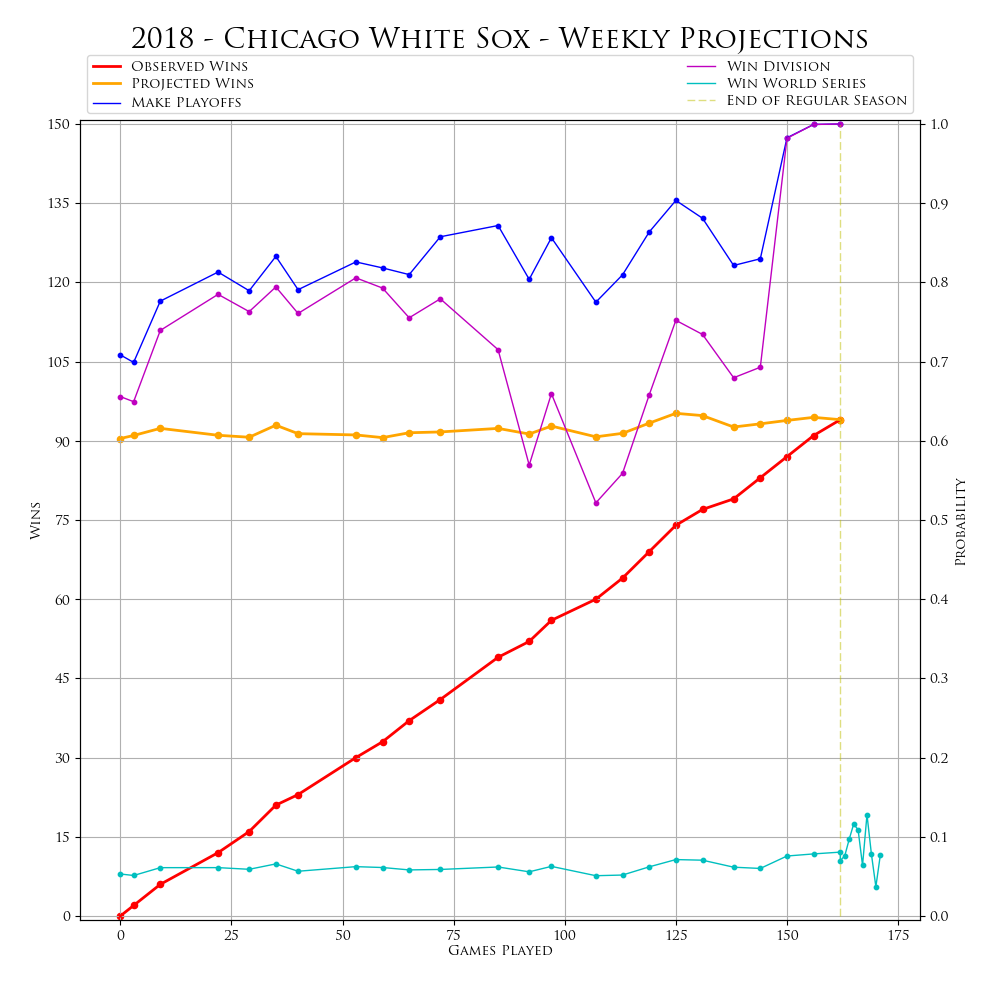 2018 - Chicago White Sox - Weekly Projections
Observed Wins
Projected Wins
Make Playoffs
Win Division
Win World Series
End of Regular Season
150
135
120
105
90
75
60
45
30
15
0
Wins
1.0
0.9
0.8
0.7
0.6
0.5
0.4
0.3
0.2
0.1
0.0
Probability
0 25 50 75 100 125 150 175
Games Played